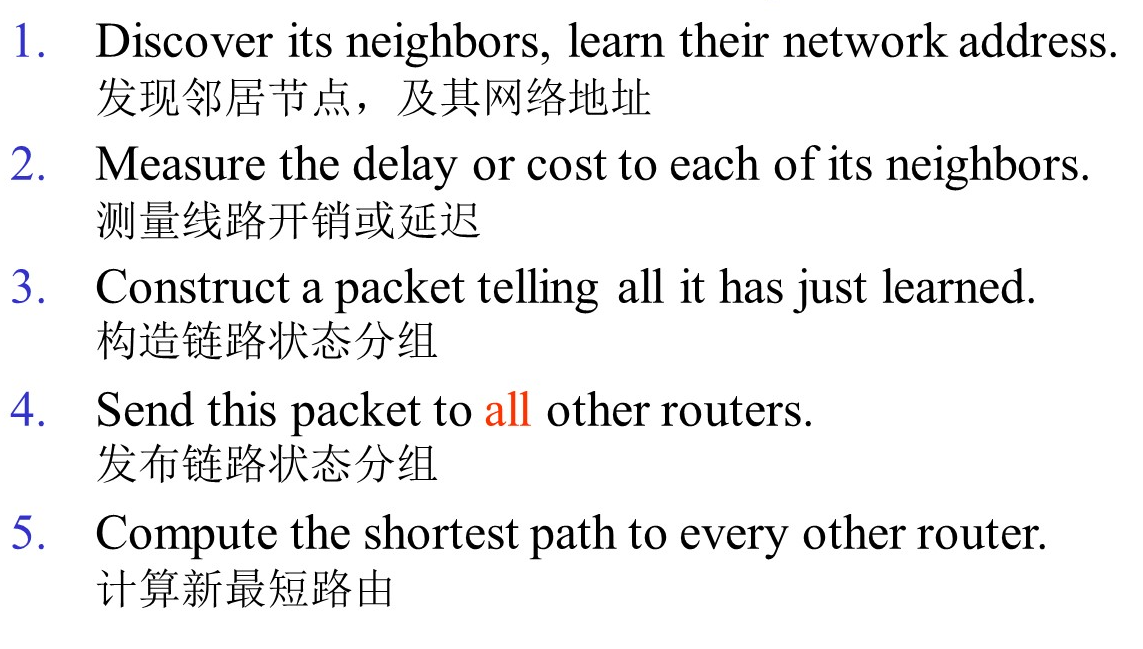 1. Discover its neighbors, learn their network address.
发现邻居节点，及其网络地址
2. Measure the delay or cost to each of its neighbors.
测量线路开销或延迟
3. Construct a packet telling all it has just learned.
构造链路状态分组
4. Send this packet to all other routers.
发布链路状态分组
5. Compute the shortest path to every other router.
计算新最短路由